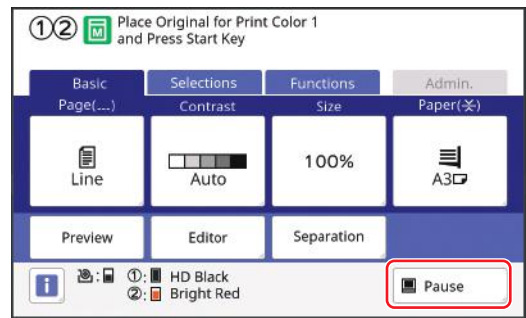 ①② M Place Original for Print Color 1
and Press Start Key
Basic Selections Functions Admin.
Page(---) Contrast Size Paper(✕)
Line Auto 100% A3
Preview Editor Separation
i ①: HD Black
②: Bright Red
Pause